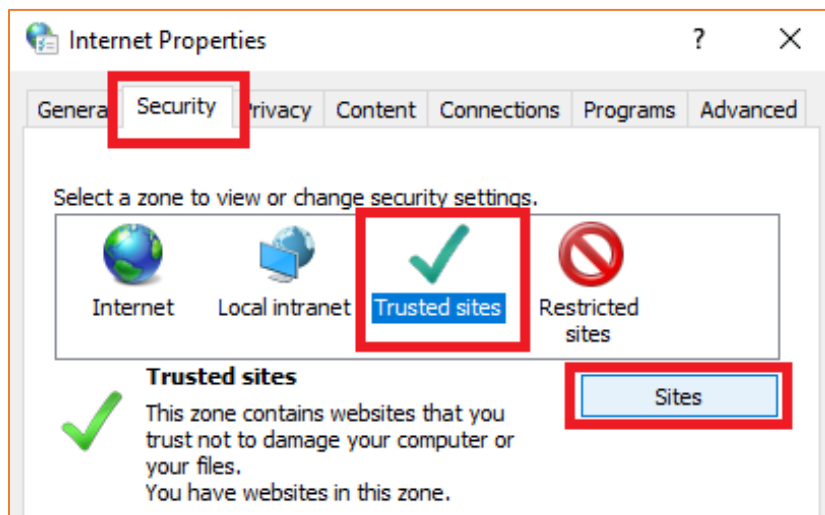 Internet Properties
?
General Security Privacy Content Connections Programs Advanced
Select a zone to view or change security settings.
Internet Local intranet Trusted sites Restricted
sites
Trusted sites
Sites
This zone contains websites that you
trust not to damage your computer or
your files.
You have websites in this zone.